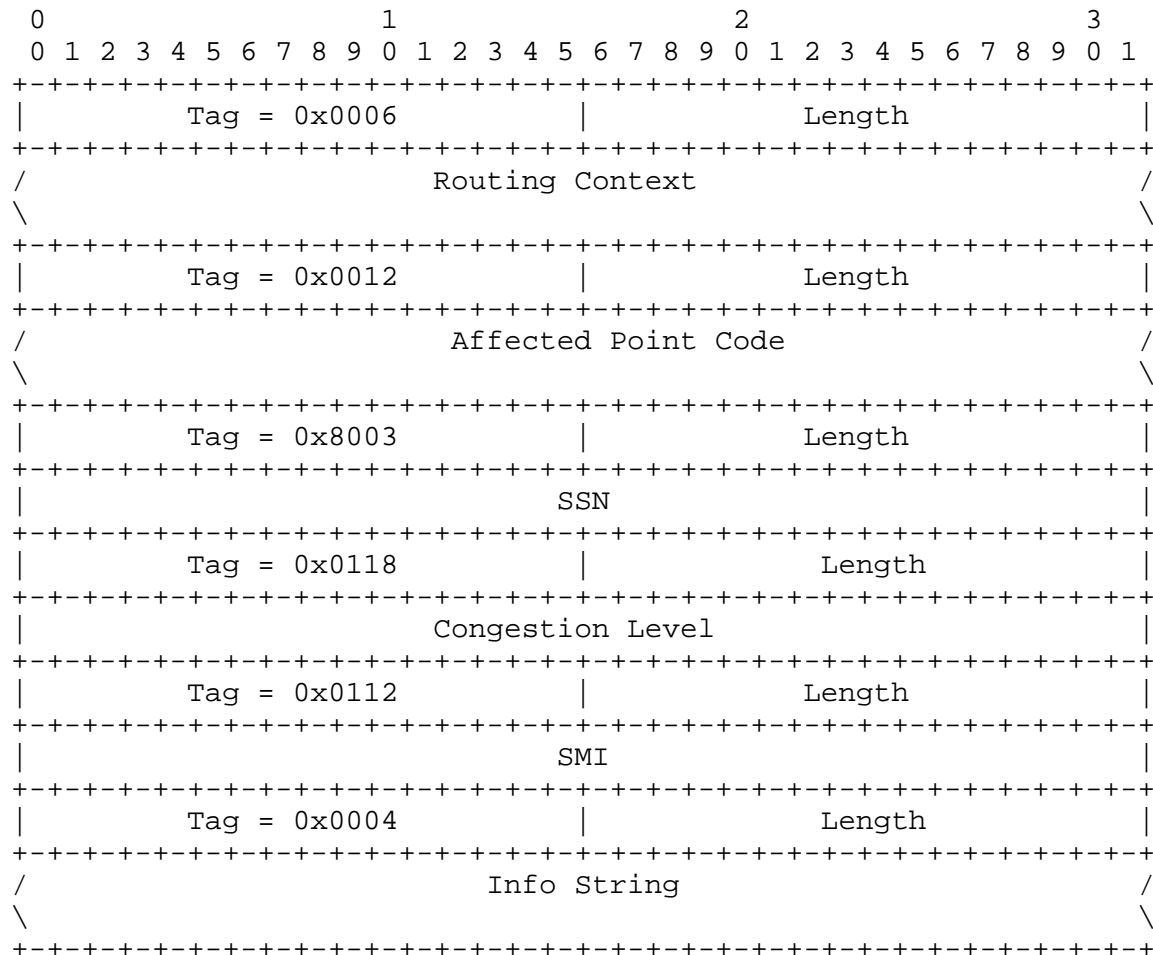 0                   1                   2                   3
 0 1 2 3 4 5 6 7 8 9 0 1 2 3 4 5 6 7 8 9 0 1 2 3 4 5 6 7 8 9 0 1
+-+-+-+-+-+-+-+-+-+-+-+-+-+-+-+-+-+-+-+-+-+-+-+-+-+-+-+-+-+-+-+-+
|         Tag = 0x0006          |            Length             |
+-+-+-+-+-+-+-+-+-+-+-+-+-+-+-+-+-+-+-+-+-+-+-+-+-+-+-+-+-+-+-+-+
/                       Routing Context                         /
\                                                               \
+-+-+-+-+-+-+-+-+-+-+-+-+-+-+-+-+-+-+-+-+-+-+-+-+-+-+-+-+-+-+-+-+
|         Tag = 0x0012          |            Length             |
+-+-+-+-+-+-+-+-+-+-+-+-+-+-+-+-+-+-+-+-+-+-+-+-+-+-+-+-+-+-+-+-+
/                        Affected Point Code                    /
\                                                               \
+-+-+-+-+-+-+-+-+-+-+-+-+-+-+-+-+-+-+-+-+-+-+-+-+-+-+-+-+-+-+-+-+
|         Tag = 0x8003          |            Length             |
+-+-+-+-+-+-+-+-+-+-+-+-+-+-+-+-+-+-+-+-+-+-+-+-+-+-+-+-+-+-+-+-+
|                              SSN                              |
+-+-+-+-+-+-+-+-+-+-+-+-+-+-+-+-+-+-+-+-+-+-+-+-+-+-+-+-+-+-+-+-+
|         Tag = 0x0118          |             Length            |
+-+-+-+-+-+-+-+-+-+-+-+-+-+-+-+-+-+-+-+-+-+-+-+-+-+-+-+-+-+-+-+-+
|                       Congestion Level                        |
+-+-+-+-+-+-+-+-+-+-+-+-+-+-+-+-+-+-+-+-+-+-+-+-+-+-+-+-+-+-+-+-+
|         Tag = 0x0112          |            Length             |
+-+-+-+-+-+-+-+-+-+-+-+-+-+-+-+-+-+-+-+-+-+-+-+-+-+-+-+-+-+-+-+-+
|                              SMI                              |
+-+-+-+-+-+-+-+-+-+-+-+-+-+-+-+-+-+-+-+-+-+-+-+-+-+-+-+-+-+-+-+-+
|         Tag = 0x0004          |             Length            |
+-+-+-+-+-+-+-+-+-+-+-+-+-+-+-+-+-+-+-+-+-+-+-+-+-+-+-+-+-+-+-+-+
/                          Info String                          /
\                                                               \
+-+-+-+-+-+-+-+-+-+-+-+-+-+-+-+-+-+-+-+-+-+-+-+-+-+-+-+-+-+-+-+-+